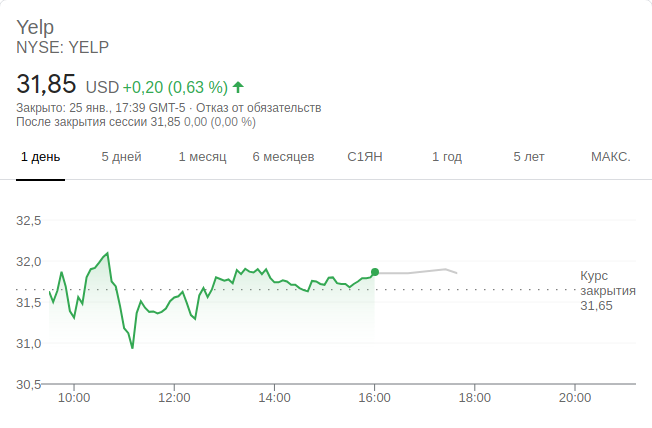 Yelp
NYSE: YELP
31,85 USD +0,20 (0,63 %)
Закрыто: 25 янв., 17:39 GMT-5 · Отказ от обязательств
После закрытия сессии 31,85 0,00 (0,00 %)
1 день 5 дней 1 месяц 6 месяцев С1ЯН 1 год 5 лет МАКС.
32,5
32,0
31,5
31,0
30,5
Курс
закрытия
31,65
10:00 12:00 14:00 16:00 18:00 20:00